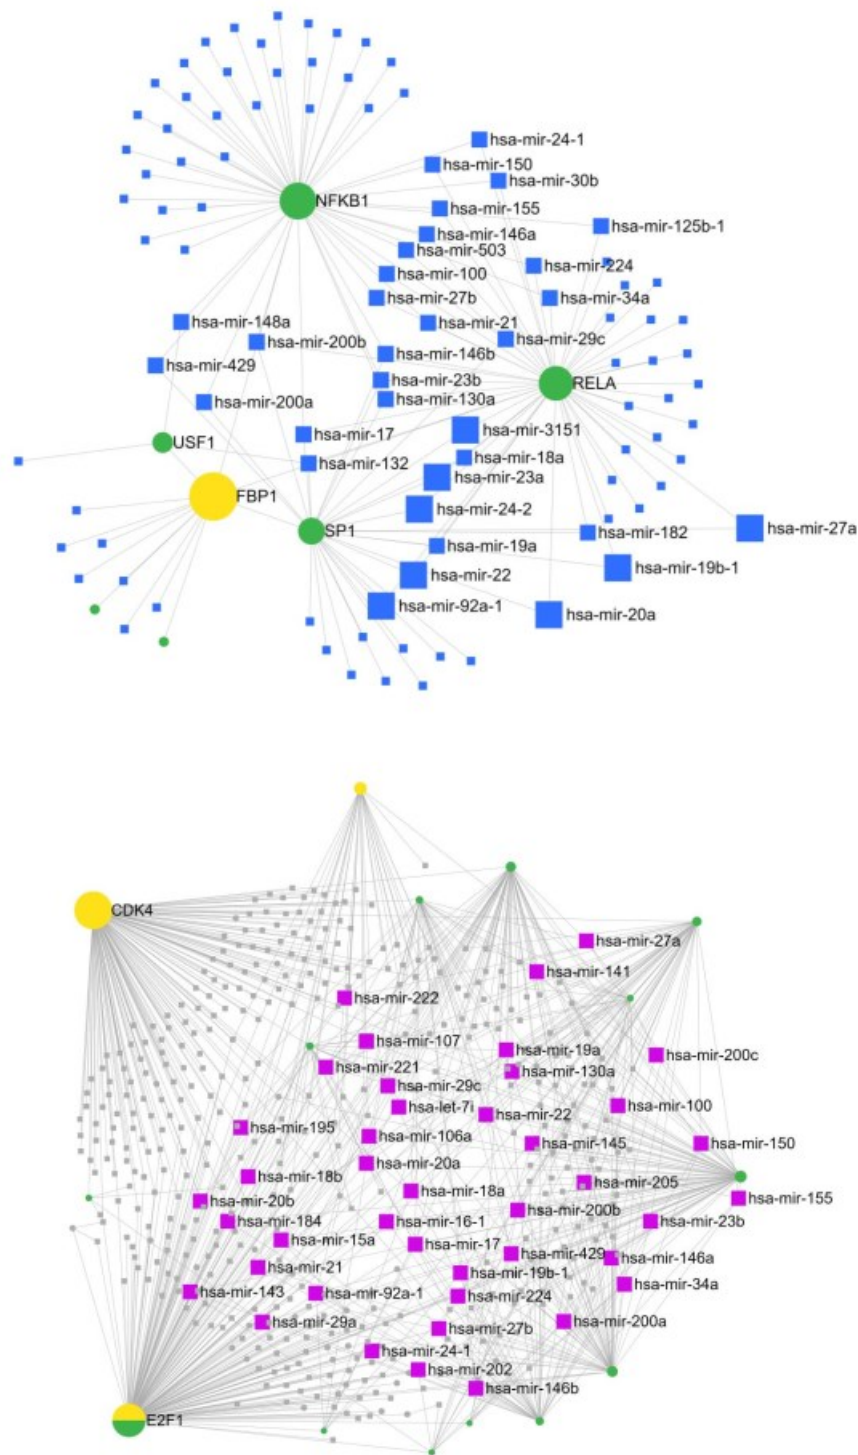 hsa-mir-24-1
hsa-mir-150
hsa-mir-30b
NFKB1
hsa-mir-155
hsa-mir-125b-1
hsa-mir-146a
hsa-mir-503
hsa-mir-224
hsa-mir-100
hsa-mir-27b
hsa-mir-34a
hsa-mir-148a
hsa-mir-21
hsa-mir-200b
hsa-mir-29c
hsa-mir-146b
hsa-mir-429
hsa-mir-23b
RELA
hsa-mir-200a
hsa-mir-130a
hsa-mir-17
hsa-mir-3151
USF1
hsa-mir-132
hsa-mir-18a
hsa-mir-23a
FBP1
hsa-mir-24-2
SP1
hsa-mir-182
hsa-mir-27a
hsa-mir-19a
hsa-mir-22
hsa-mir-19b-1
hsa-mir-92a-1
hsa-mir-20a
CDK4
hsa-mir-27a
hsa-mir-141
hsa-mir-222
hsa-mir-107
hsa-mir-19a
hsa-mir-200c
hsa-mir-221
hsa-mir-130a
hsa-mir-29c
hsa-let-7i
hsa-mir-22
hsa-mir-100
hsa-mir-195
hsa-mir-106a
hsa-mir-145
hsa-mir-150
hsa-mir-20a
hsa-mir-18b
hsa-mir-205
hsa-mir-18a
hsa-mir-155
hsa-mir-20b
hsa-mir-200b
hsa-mir-184
hsa-mir-16-1
hsa-mir-23b
hsa-mir-15a
hsa-mir-17
hsa-mir-429
hsa-mir-146a
hsa-mir-21
hsa-mir-19b-1
hsa-mir-34a
hsa-mir-143
hsa-mir-92a-1
hsa-mir-224
hsa-mir-29a
hsa-mir-27b
hsa-mir-200a
hsa-mir-24-1
hsa-mir-202
hsa-mir-146b
E2F1